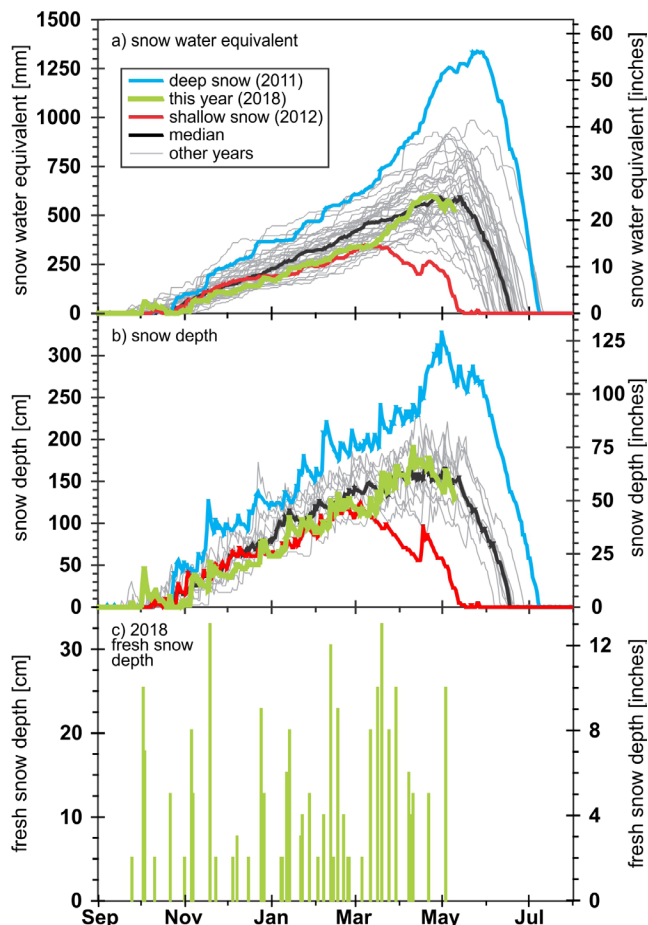 a) snow water equivalent
deep snow (2011)
this year (2018)
shallow snow (2012)
median
other years
1500
1250
1000
750
500
250
0
snow water equivalent [mm]
60
50
40
30
20
10
0
snow water equivalent [inches]
b) snow depth
300
250
200
150
100
50
0
snow depth [cm]
125
100
75
50
25
0
snow depth [inches]
c) 2018
fresh snow
depth
30
20
10
0
fresh snow depth [cm]
12
8
4
0
fresh snow depth [inches]
Sep Nov Jan Mar May Jul